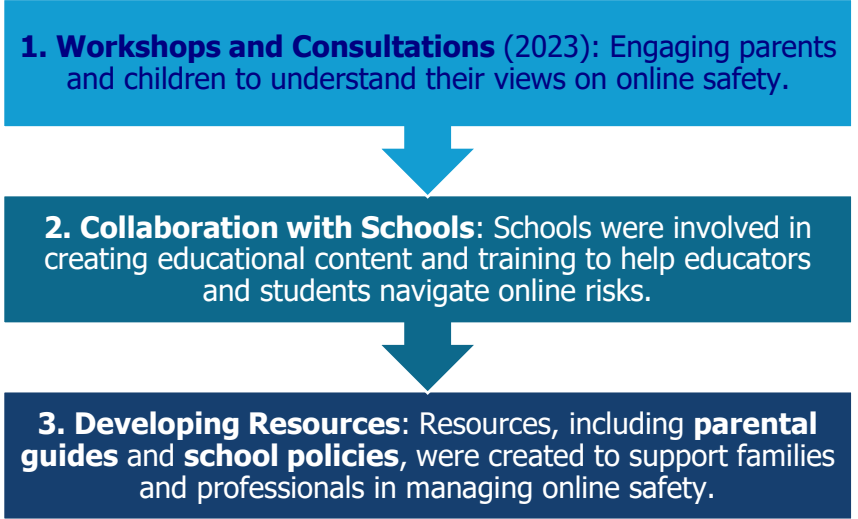 1. Workshops and Consultations (2023): Engaging parents
and children to understand their views on online safety.
2. Collaboration with Schools: Schools were involved in
creating educational content and training to help educators
and students navigate online risks.
3. Developing Resources: Resources, including parental
guides and school policies, were created to support families
and professionals in managing online safety.